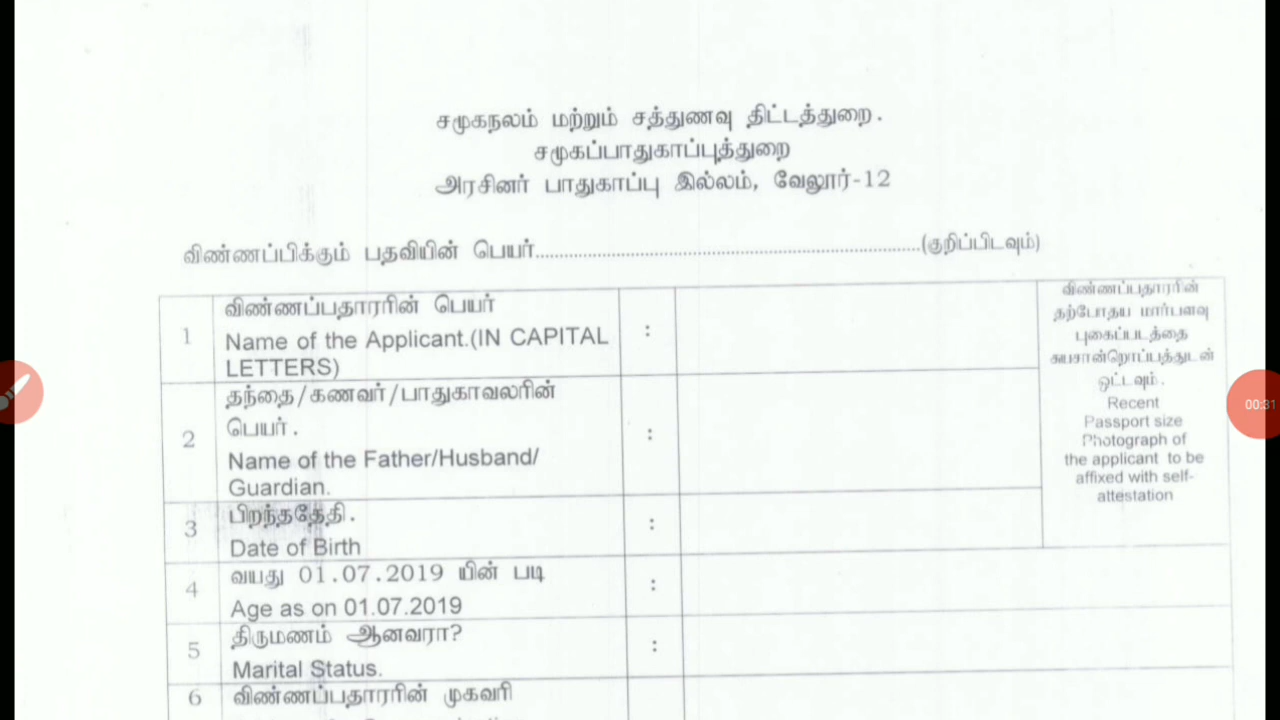 சமூகநலம் மற்றும் சத்துணவு திட்டத்துறை.
சமூகப்பாதுகாப்புத்துறை
அரசினர் பாதுகாப்பு இல்லம், வேலூர்-12
விண்ணப்பிக்கும் பதவியின் பெயர்................................................................................(குறிப்பிடவும்)
1
விண்ணப்பதாரரின் பெயர்
Name of the Applicant.(IN CAPITAL
LETTERS)
:
விண்ணப்பதாரரின்
தற்போதய மார்பளவு
புகைப்படத்தை
சுயசான்றொப்பத்துடன்
ஒட்டவும்.
Recent
Passport size
Photograph of
the applicant to be
affixed with self-
attestation
2
தந்தை/கணவர்/பாதுகாவலரின்
பெயர்.
Name of the Father/Husband/
Guardian.
:
3
பிறந்ததேதி.
Date of Birth
:
4
வயது 01.07.2019 யின் படி
Age as on 01.07.2019
:
5
திருமணம் ஆனவரா?
Marital Status.
:
6
விண்ணப்பதாரரின் முகவரி
00:31